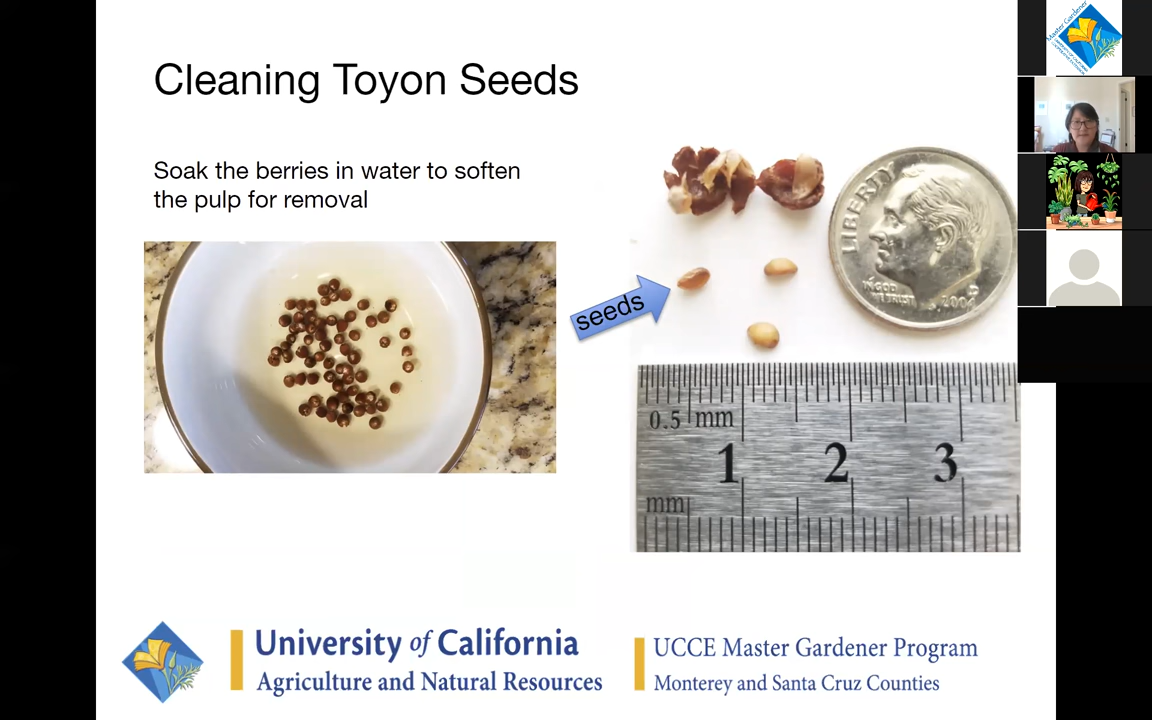 Cleaning Toyon Seeds
Soak the berries in water to soften
the pulp for removal
seeds
LIBERTY
IN GOD
WE TRUST
2004
0.5 mm
1 2 3
mm
University of California
Agriculture and Natural Resources
UCCE Master Gardener Program
Monterey and Santa Cruz Counties
Master Gardener